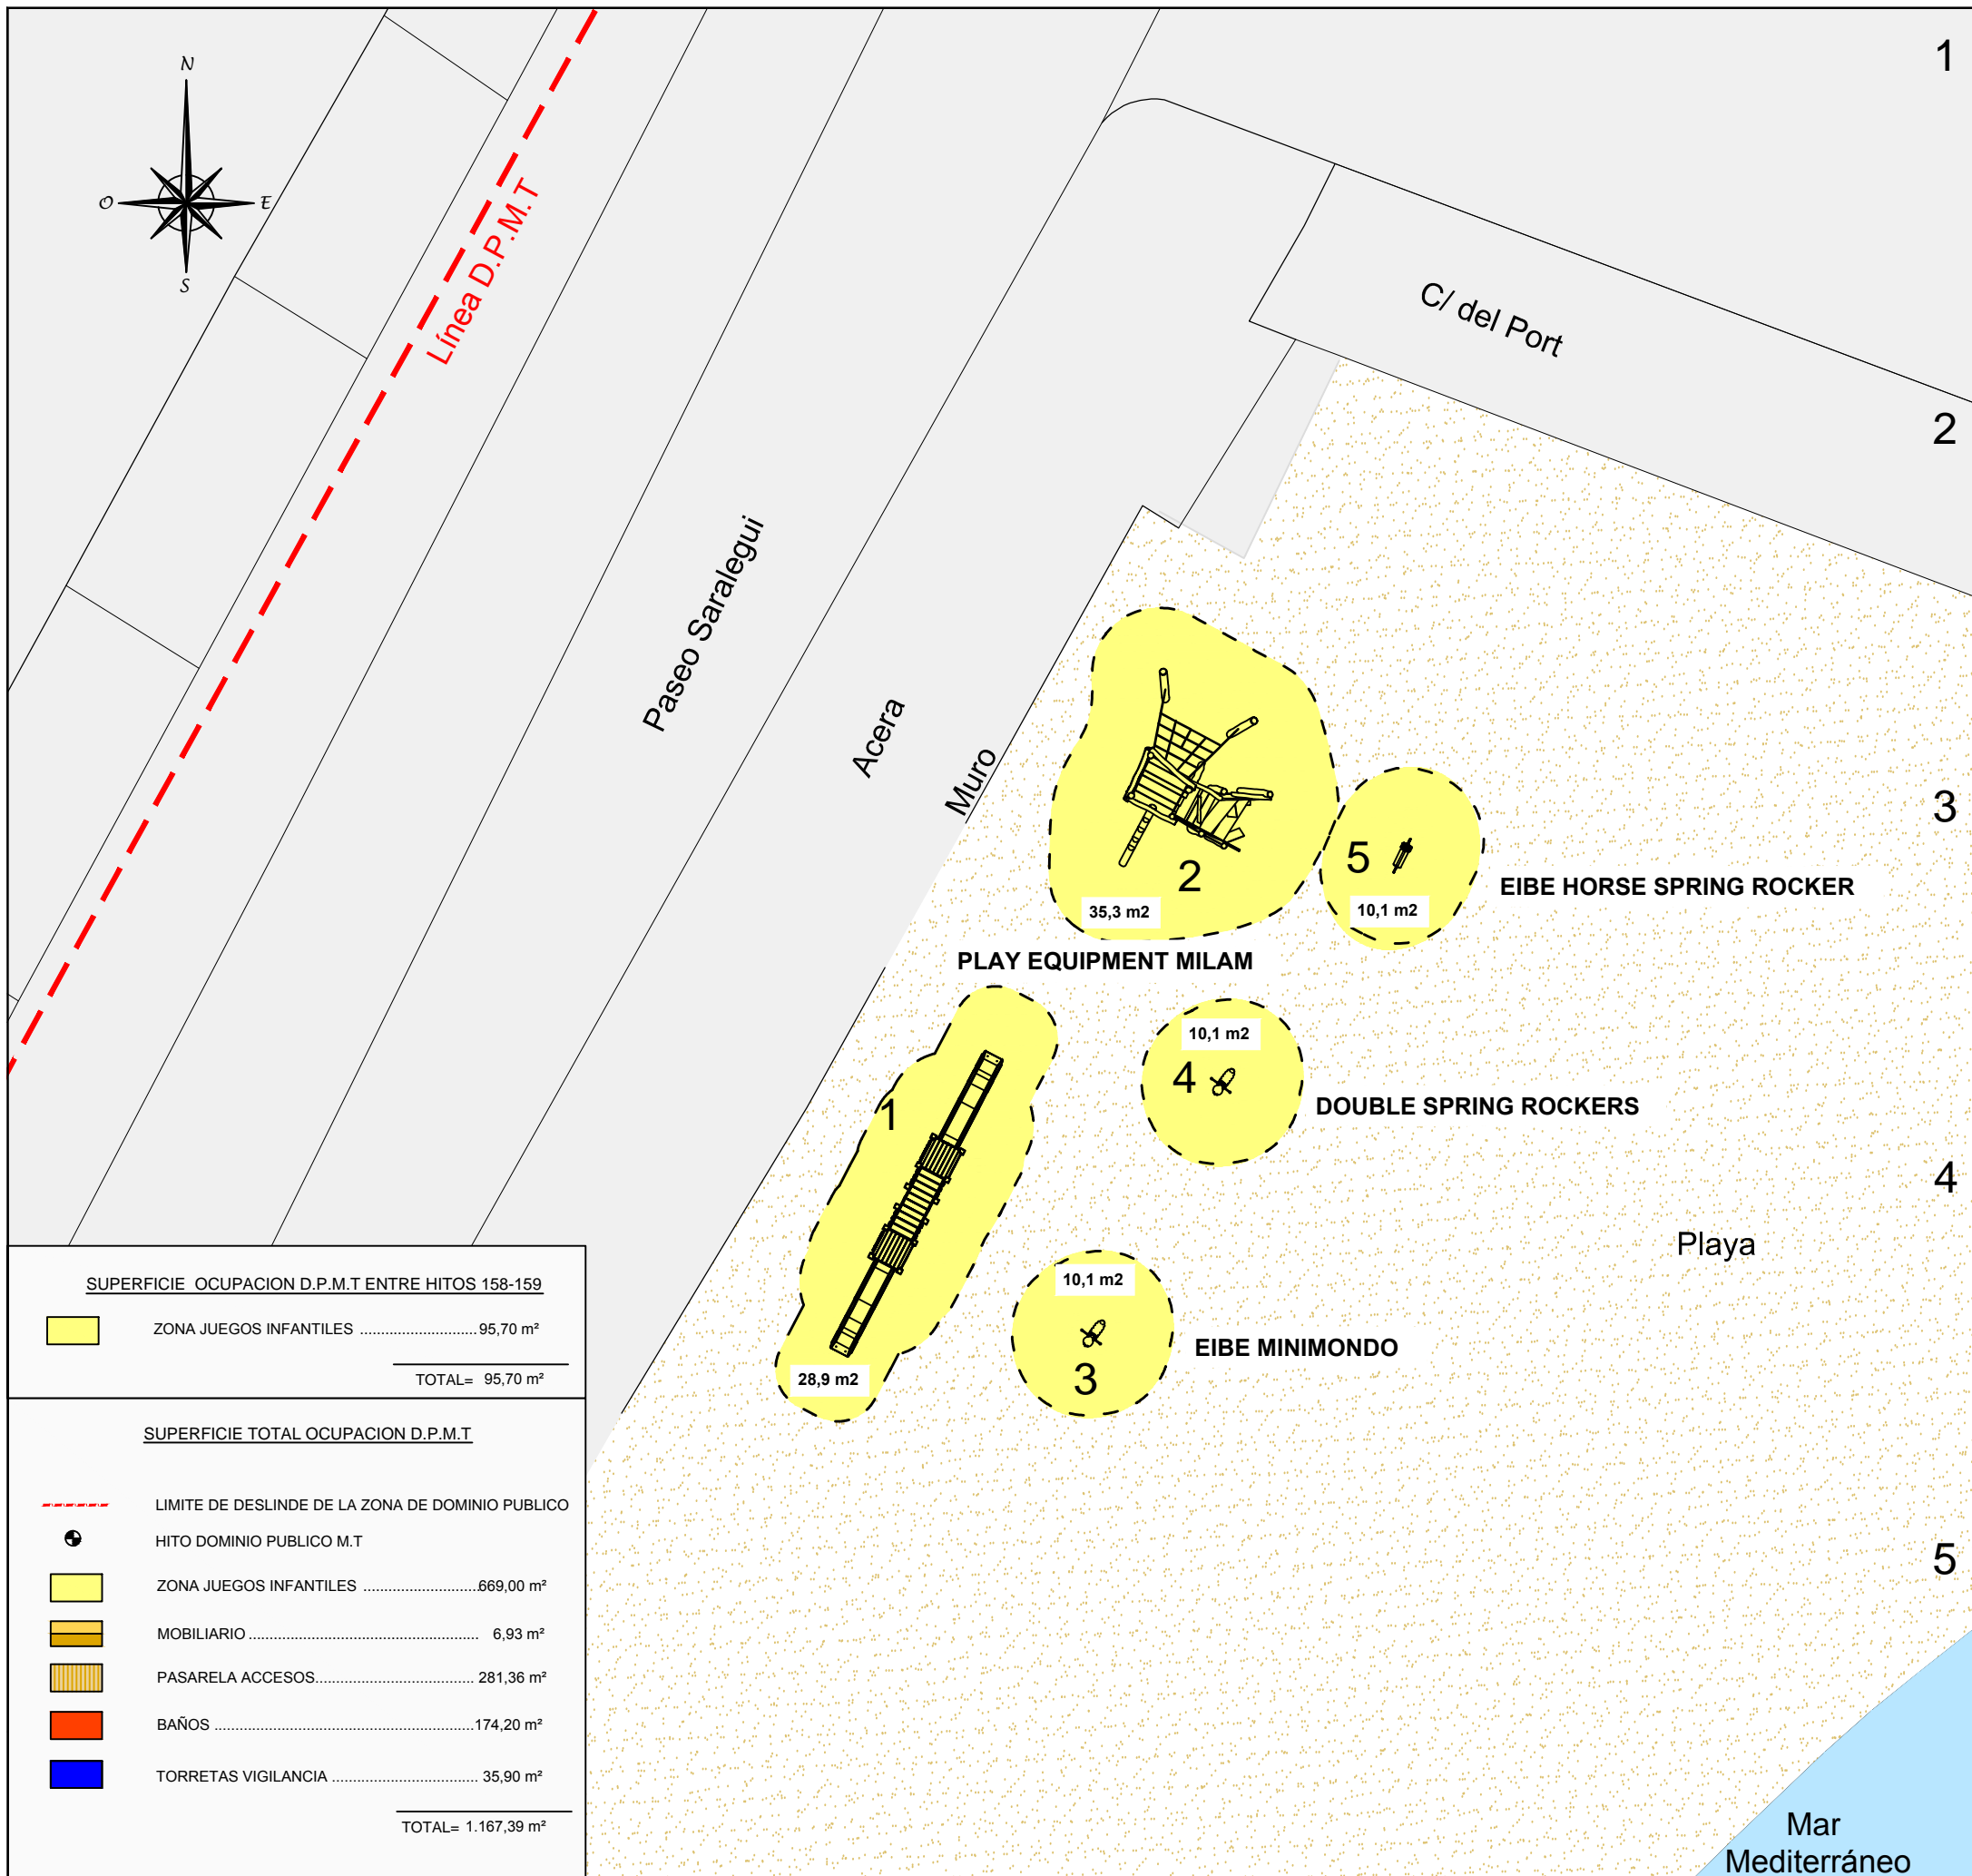 1
N
O
E
S
Línea D.P.M.T
C/ del Port
2
Paseo Saralegui
Acera
Muro
3
2
35,3 m2
5
10,1 m2
EIBE HORSE SPRING ROCKER
PLAY EQUIPMENT MILAM
10,1 m2
4
DOUBLE SPRING ROCKERS
1
4
Playa
10,1 m2
3
EIBE MINIMONDO
28,9 m2
5
Mar
Mediterráneo
SUPERFICIE OCUPACION D.P.M.T ENTRE HITOS 158-159
ZONA JUEGOS INFANTILES ............................ 95,70 m²
TOTAL= 95,70 m²
SUPERFICIE TOTAL OCUPACION D.P.M.T
LIMITE DE DESLINDE DE LA ZONA DE DOMINIO PUBLICO
HITO DOMINIO PUBLICO M.T
ZONA JUEGOS INFANTILES ............................669,00 m²
MOBILIARIO ....................................................... 6,93 m²
PASARELA ACCESOS...................................... 281,36 m²
BAÑOS ..............................................................174,20 m²
TORRETAS VIGILANCIA ................................... 35,90 m²
TOTAL= 1.167,39 m²